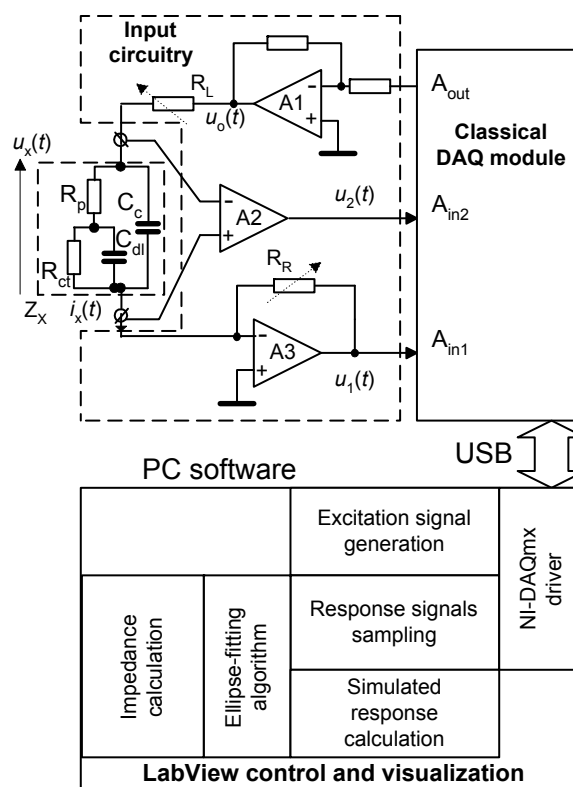 Input
circuitry
R_L
A1
- 
+
u_o(t)
A_out
Classical
DAQ module
u_x(t)
R_p
C_c
C_dl
R_ct
Z_X
i_x(t)
-
A2
+
u_2(t)
A_in2
R_R
-
A3
+
u_1(t)
A_in1
USB
PC software
Excitation signal
generation
NI-DAQmx
driver
Impedance
calculation
Ellipse-fitting
algorithm
Response signals
sampling
Simulated
response
calculation
LabView control and visualization